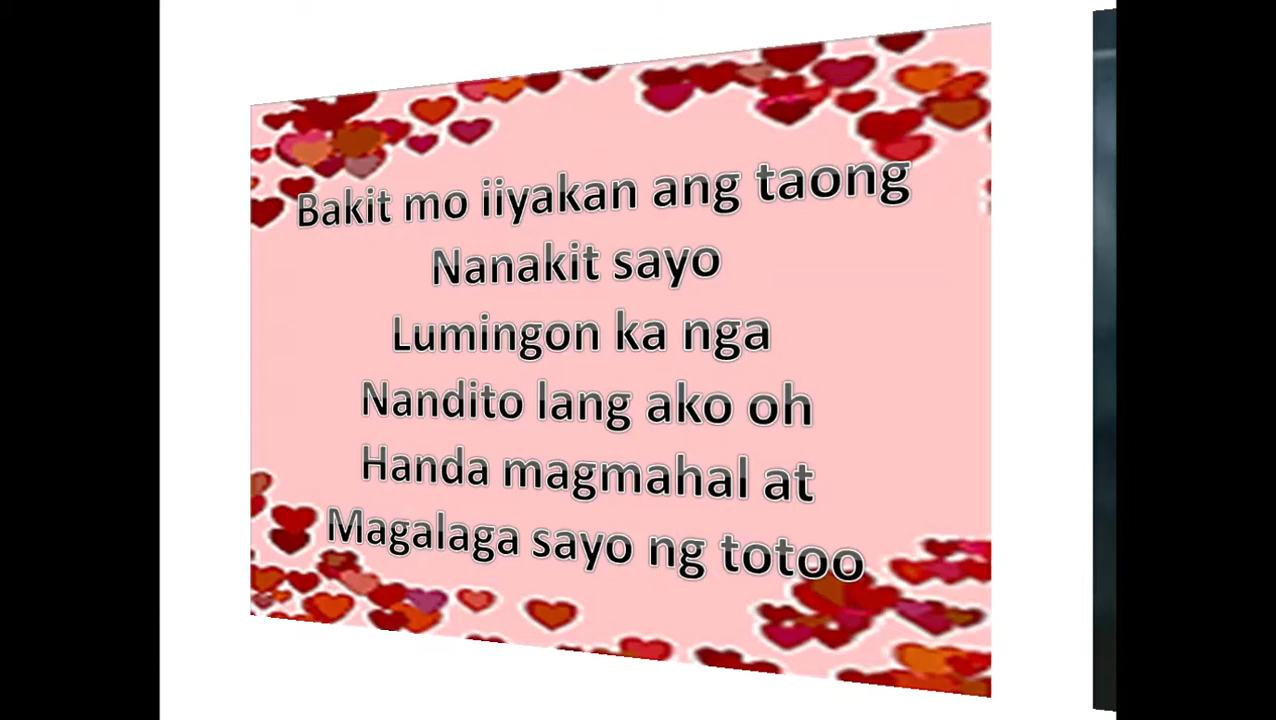 Bakit mo iiyakan ang taong
Nanakit sayo
Lumingon ka nga
Nandito lang ako oh
Handa magmahal at
Magalaga sayo ng totoo